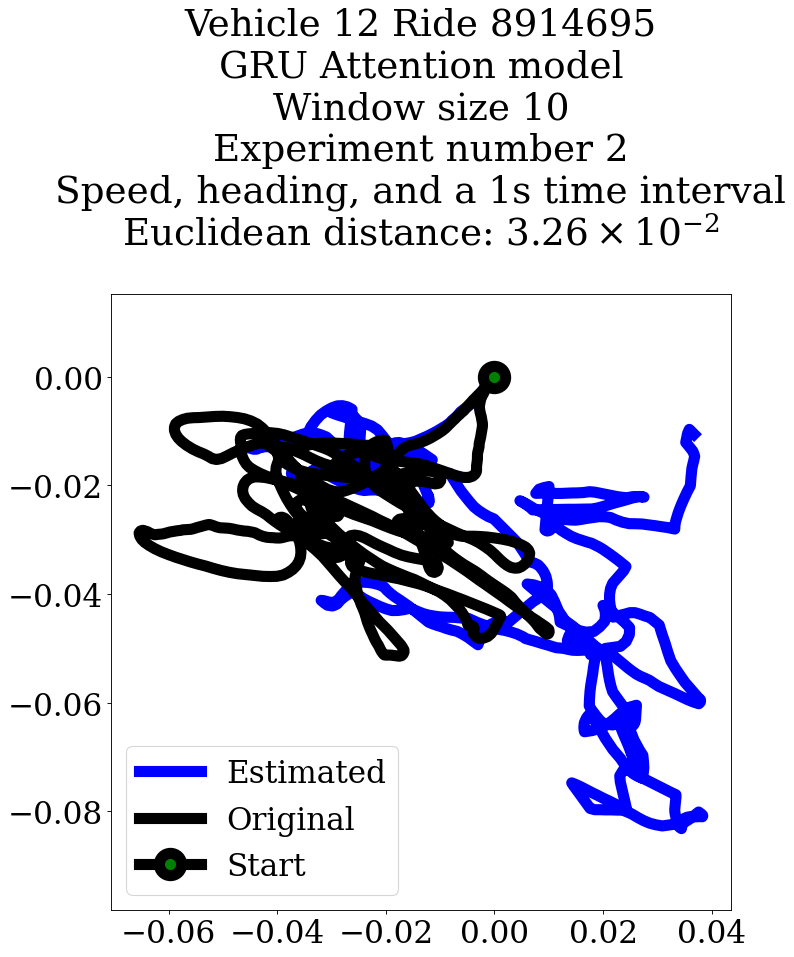 Vehicle 12 Ride 8914695
GRU Attention model
Window size 10
Experiment number 2
Speed, heading, and a 1s time interval
Euclidean distance: 3.26 × 10⁻²
0.00
−0.02
−0.04
−0.06
−0.08
Estimated
Original
Start
−0.06 −0.04 −0.02 0.00 0.02 0.04